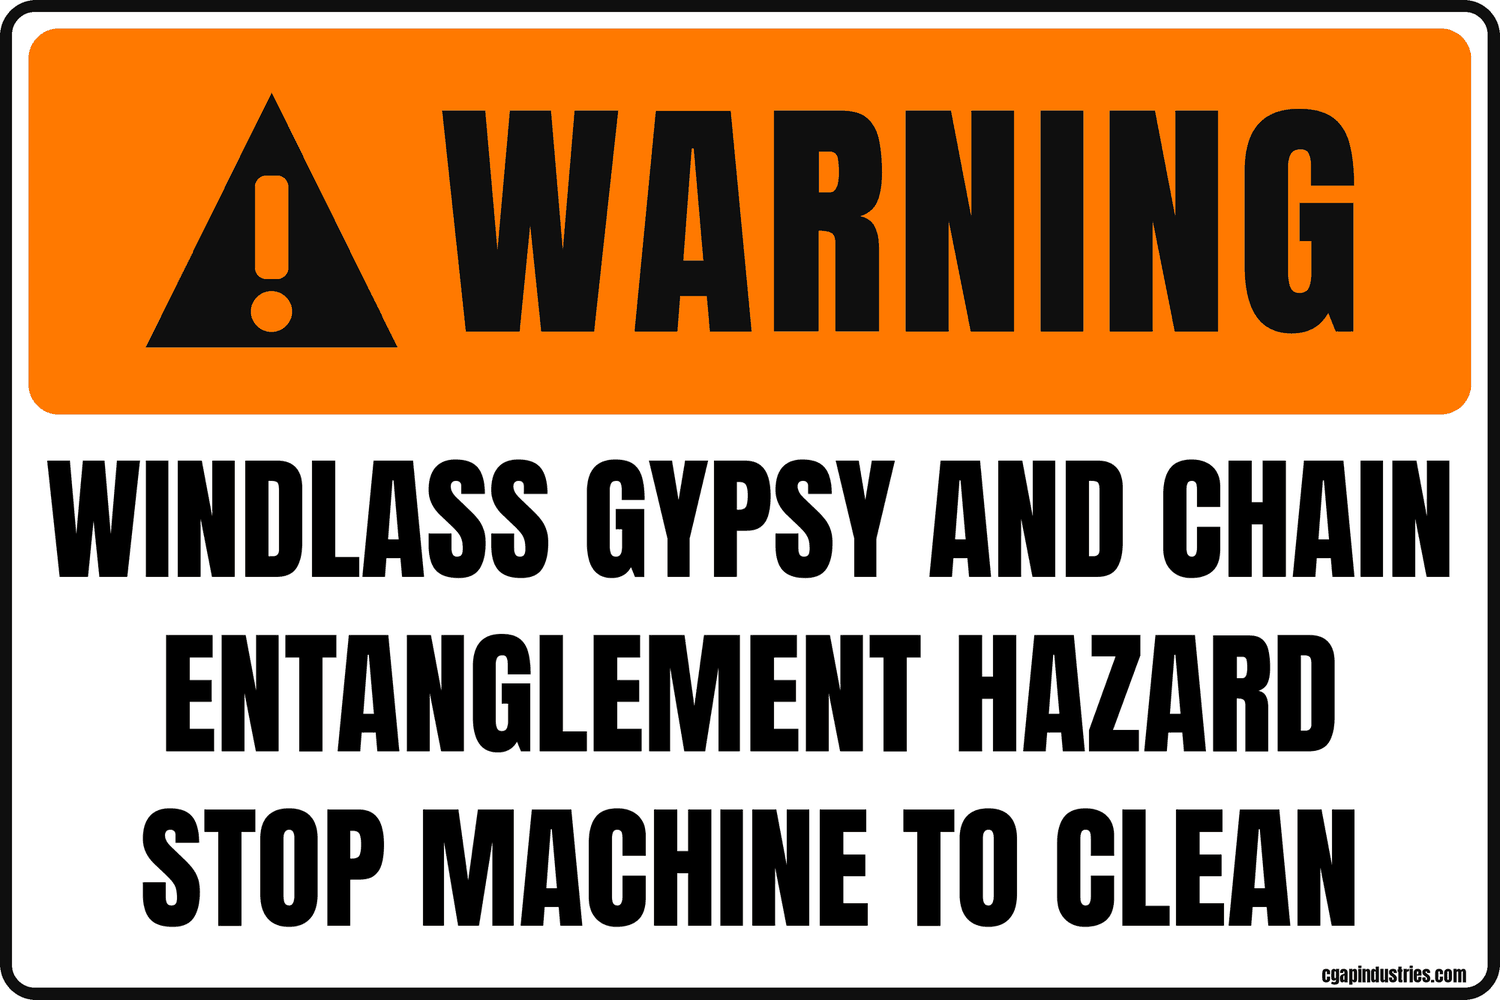 WARNING
WINDLASS GYPSY AND CHAIN
ENTANGLEMENT HAZARD
STOP MACHINE TO CLEAN
cgapindustries.com